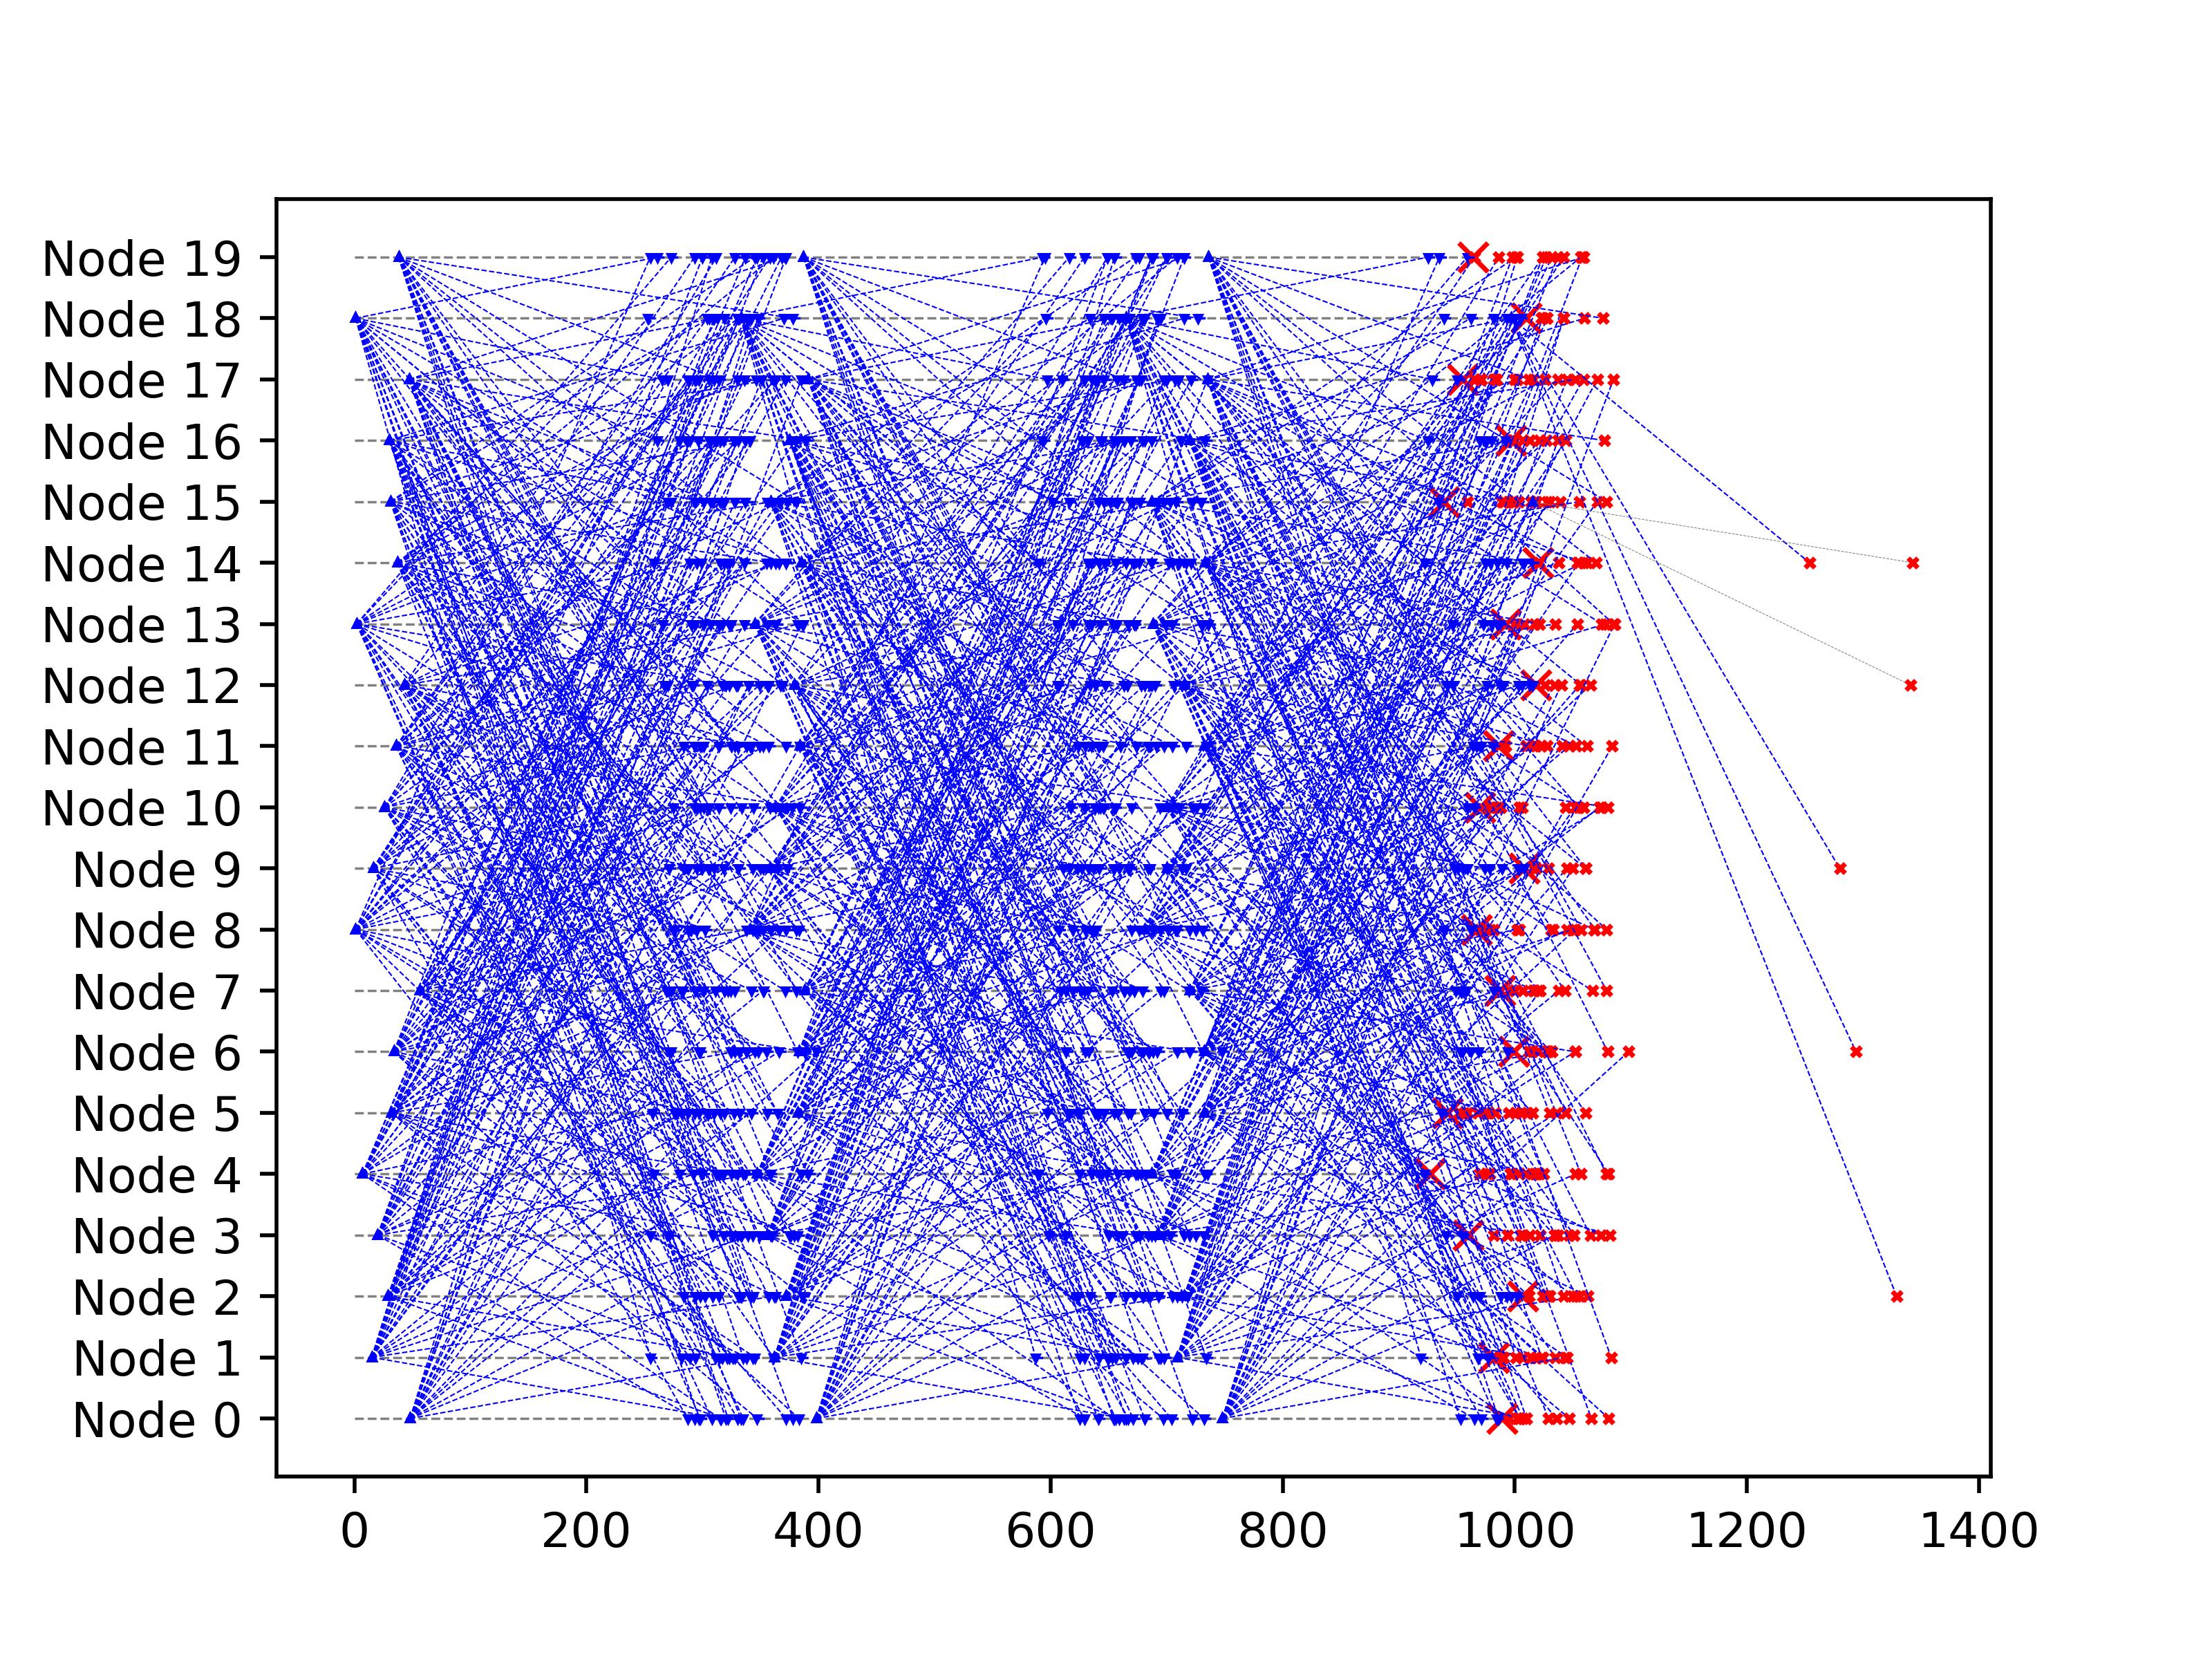 Node 19
Node 18
Node 17
Node 16
Node 15
Node 14
Node 13
Node 12
Node 11
Node 10
Node 9
Node 8
Node 7
Node 6
Node 5
Node 4
Node 3
Node 2
Node 1
Node 0
0 200 400 600 800 1000 1200 1400